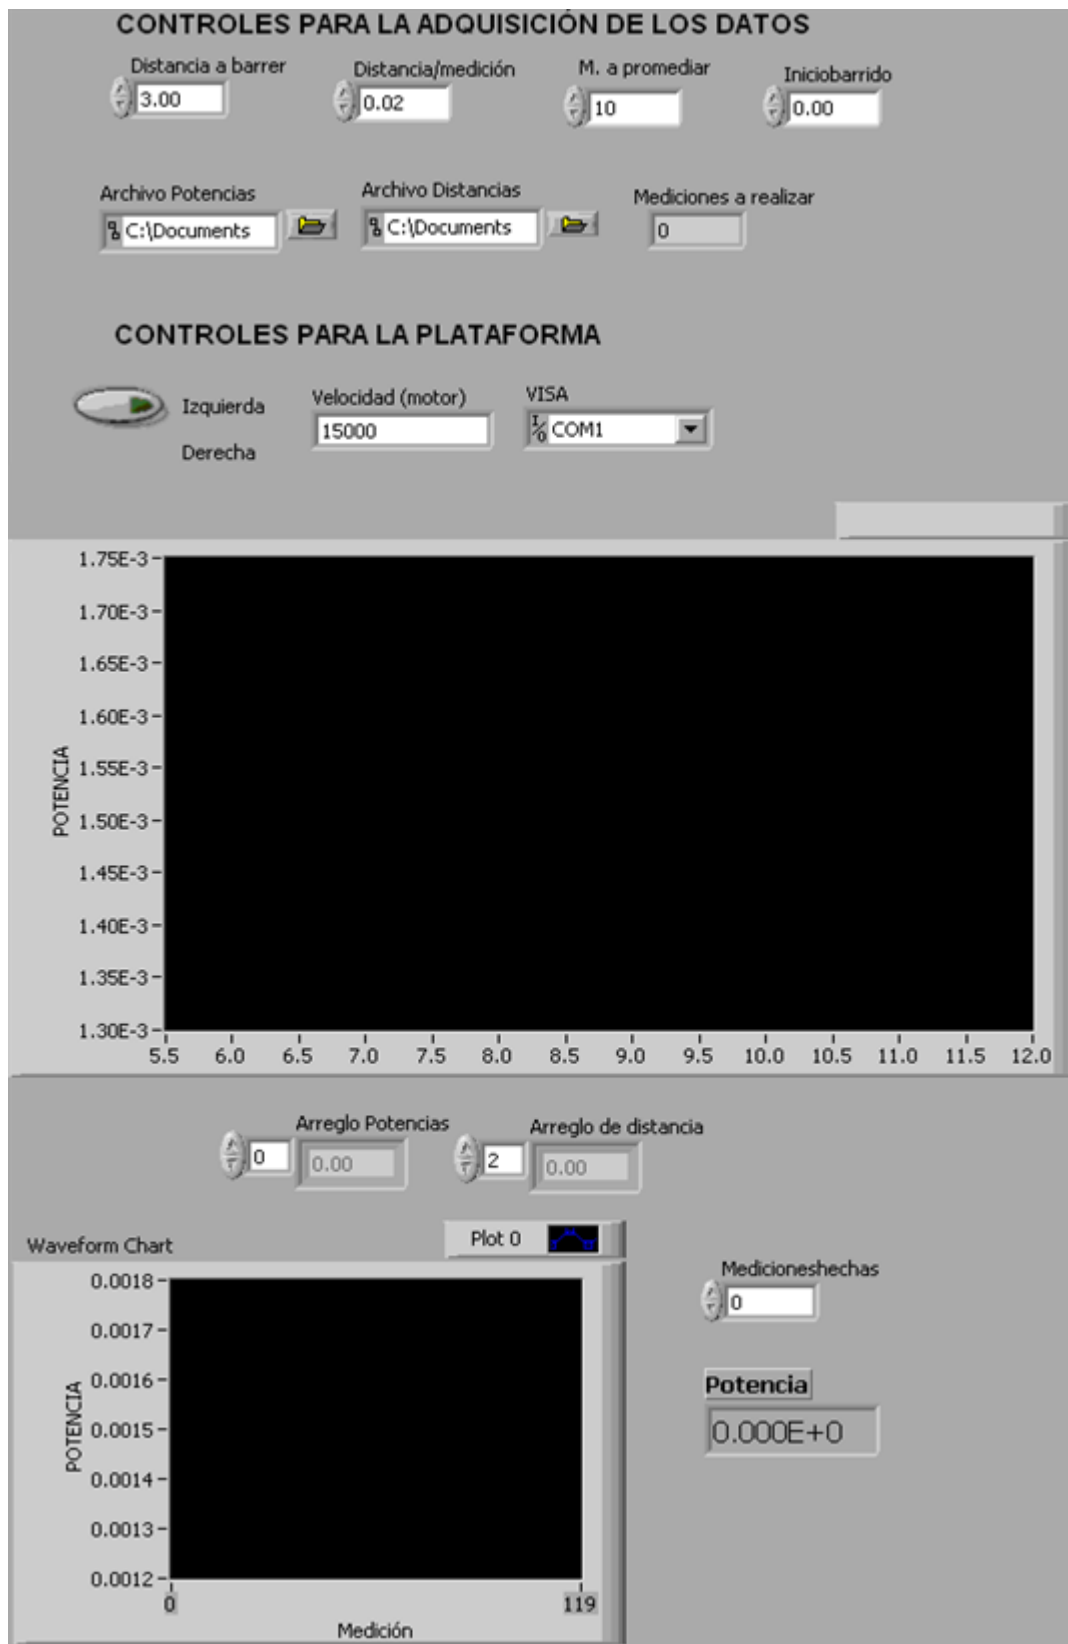 CONTROLES PARA LA ADQUISICIÓN DE LOS DATOS
Distancia a barrer
Distancia/medición
M. a promediar
Iniciobarrido
3.00
0.02
10
0.00
Archivo Potencias
Archivo Distancias
Mediciones a realizar
C:\Documents
C:\Documents
0
CONTROLES PARA LA PLATAFORMA
Izquierda
Derecha
Velocidad (motor)
15000
VISA
COM1
1.75E-3
1.70E-3
1.65E-3
1.60E-3
1.55E-3
1.50E-3
1.45E-3
1.40E-3
1.35E-3
1.30E-3
POTENCIA
5.5 6.0 6.5 7.0 7.5 8.0 8.5 9.0 9.5 10.0 10.5 11.0 11.5 12.0
Arreglo Potencias
Arreglo de distancia
0
0.00
2
0.00
Waveform Chart
Plot 0
0.0018
0.0017
0.0016
0.0015
0.0014
0.0013
0.0012
POTENCIA
0 119
Medición
Medicioneshechas
0
Potencia
0.000E+0